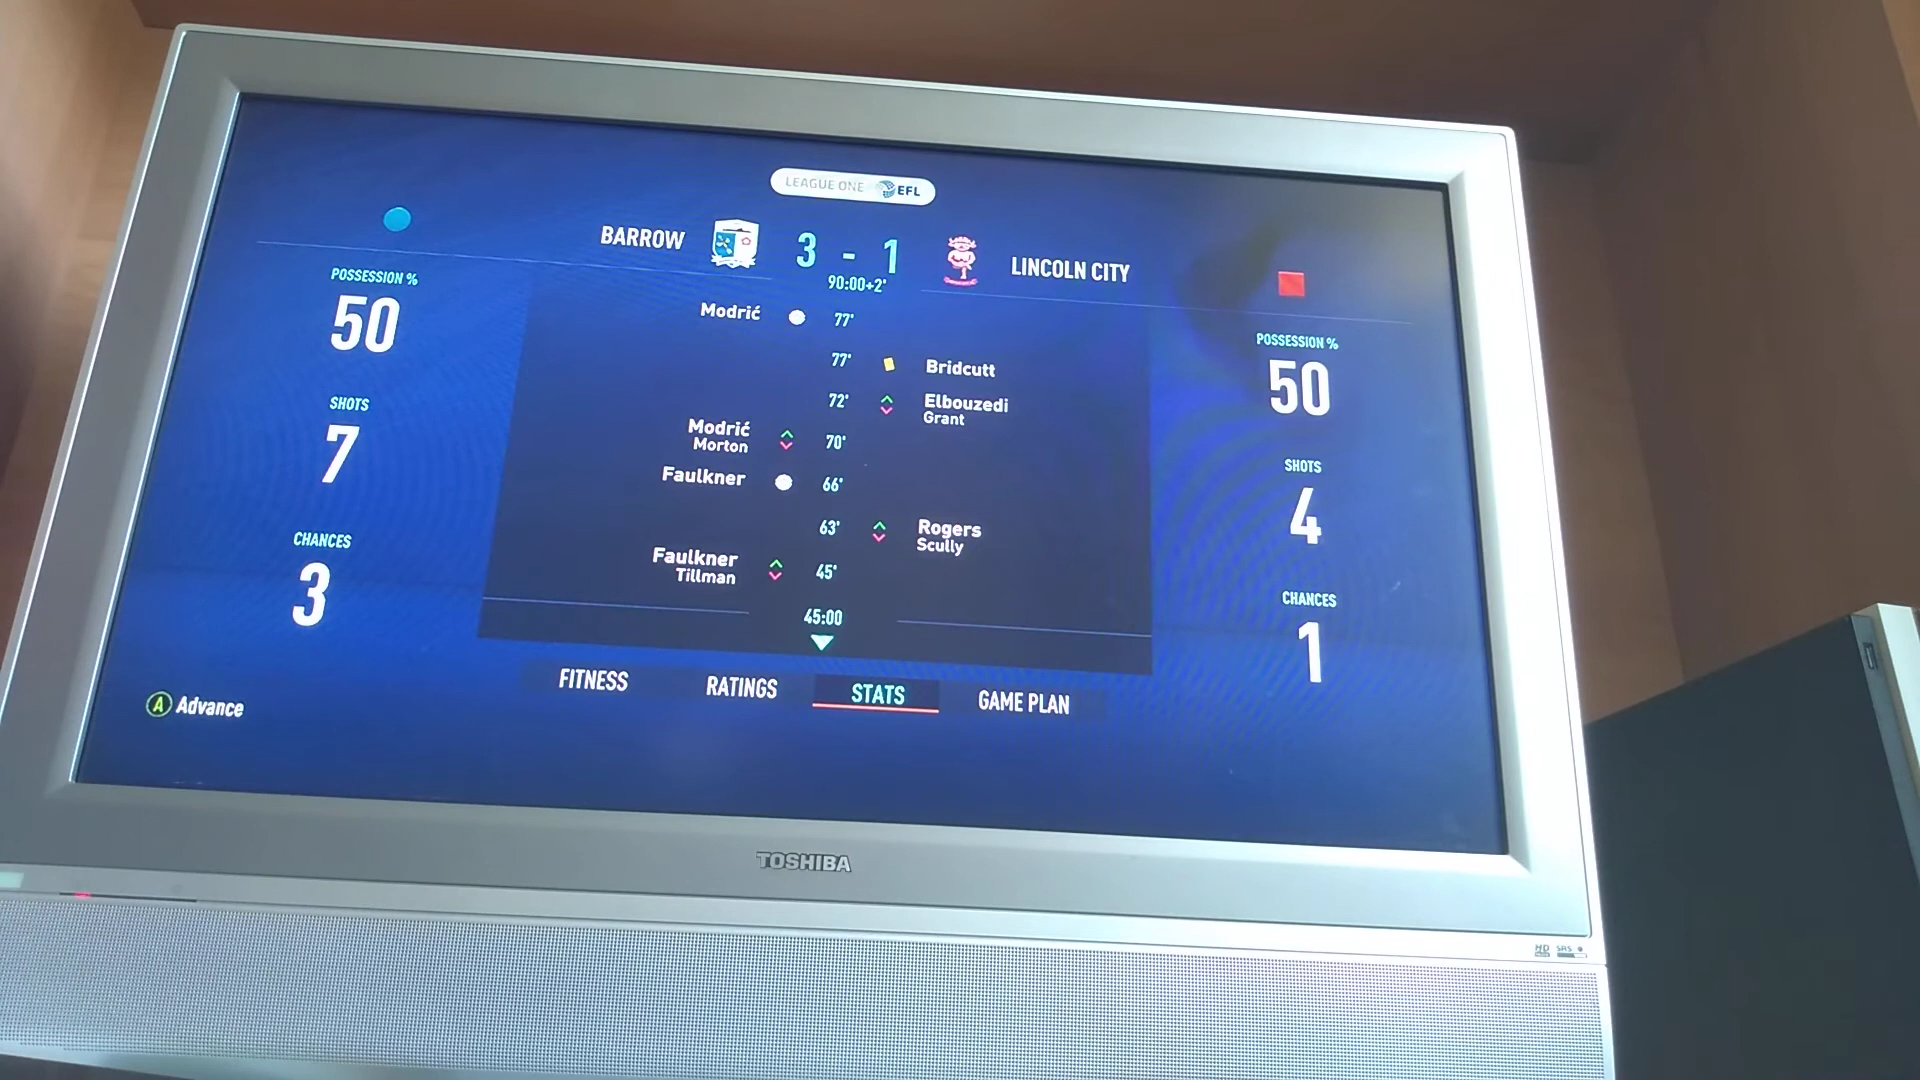 LEAGUE ONE EFL
BARROW 3 - 1 LINCOLN CITY
90:00+2'
POSSESSION %
50
SHOTS
7
CHANCES
3
Modrić 77'
77' Bridcutt
72' Elbouzedi
Grant
Modrić 70'
Morton
Faulkner 66'
63' Rogers
Scully
Faulkner 45'
Tillman
45:00
POSSESSION %
50
SHOTS
4
CHANCES
1
FITNESS RATINGS STATS GAME PLAN
A Advance
TOSHIBA
HD SRS